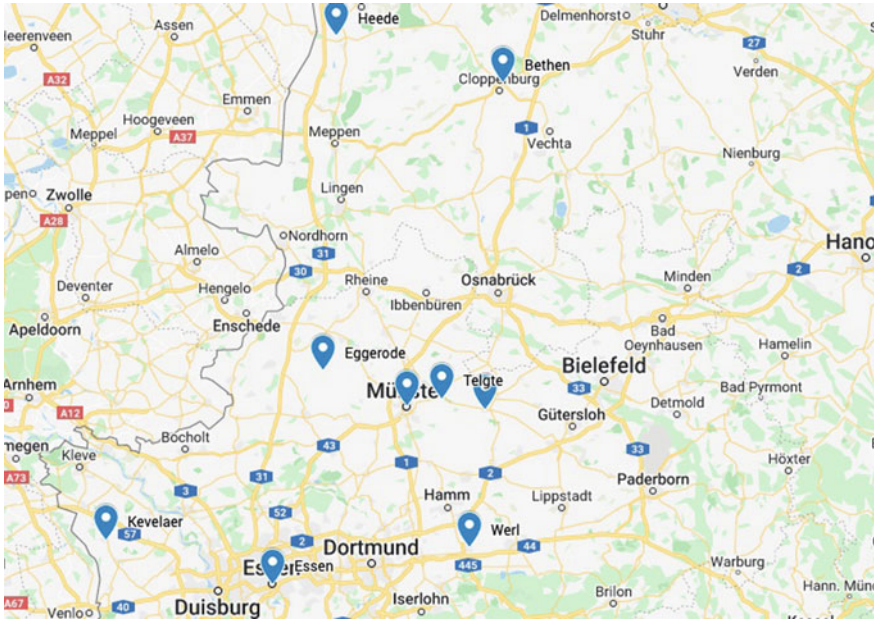 Assen
Heede
Delmenhorst
Stuhr
27
Verden
A32
Bethen
Cloppenburg
Emmen
Hoogeveen
Meppel
A37
Meppen
1
Vechta
Nienburg
Lingen
Zwolle
A28
Nordhorn
31
30
Almelo
Hano
2
Rheine
Osnabrück
Minden
Deventer
Hengelo
Ibbenbüren
Enschede
Apeldoorn
Bad
Oeynhausen
Eggerode
Hamelin
Bielefeld
Arnhem
Telgte
33
Bad Pyrmont
A12
Gütersloh
Detmold
Bocholt
43
33
megen
Kleve
A73
31
1
2
Höxter
3
Paderborn
Hamm
Lippstadt
52
Kevelaer
57
2
Werl
44
Dortmund
445
Essen
Warburg
A67
40
Duisburg
Venlo
Iserlohn
Brilon